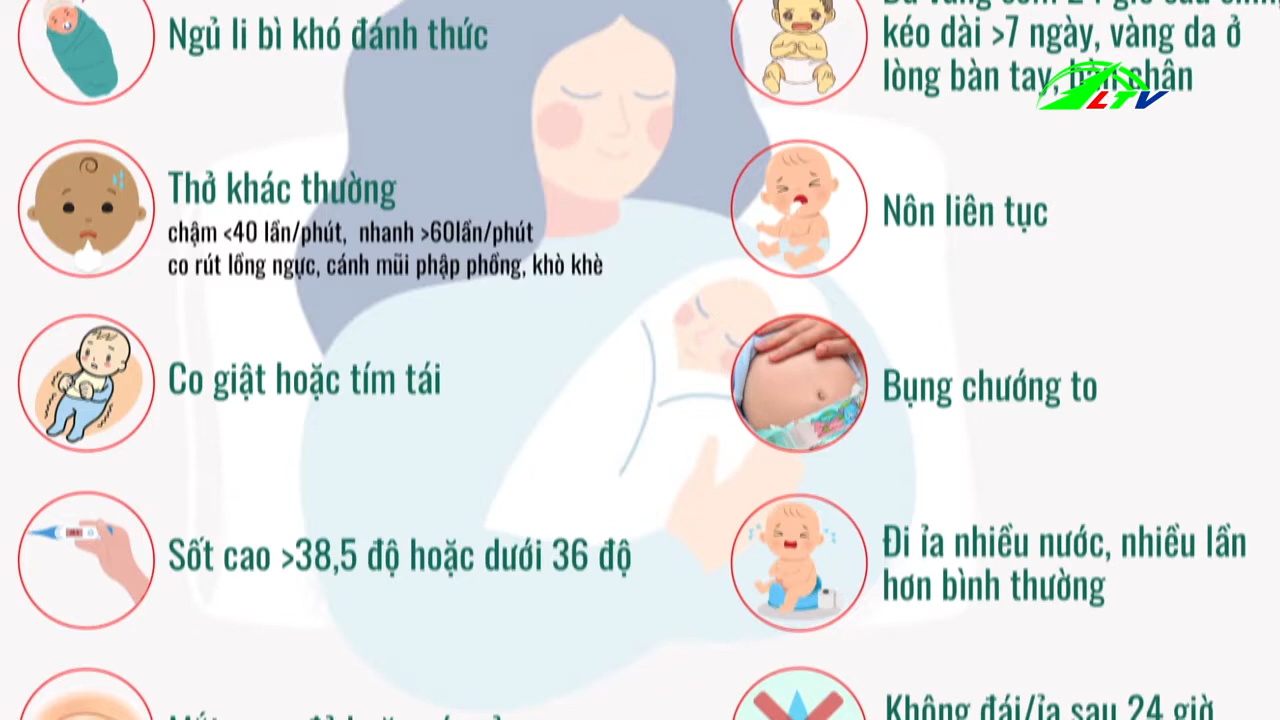 Ngủ li bì khó đánh thức
Thở khác thường
chậm <40 lần/phút, nhanh >60lần/phút
co rút lồng ngực, cánh mũi phập phồng, khò khè
Co giật hoặc tím tái
Sốt cao >38,5 độ hoặc dưới 36 độ
kéo dài >7 ngày, vàng da ở
lòng bàn tay, bàn chân
LTV
Nôn liên tục
Bụng chướng to
Đi ỉa nhiều nước, nhiều lần
hơn bình thường
Không đái/ỉa sau 24 giờ